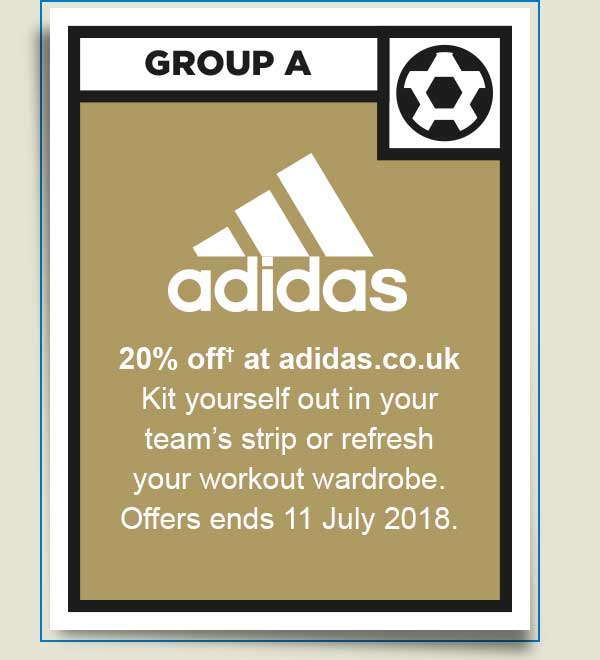 GROUP A
adidas
20% off† at adidas.co.uk
Kit yourself out in your
team’s strip or refresh
your workout wardrobe.
Offers ends 11 July 2018.